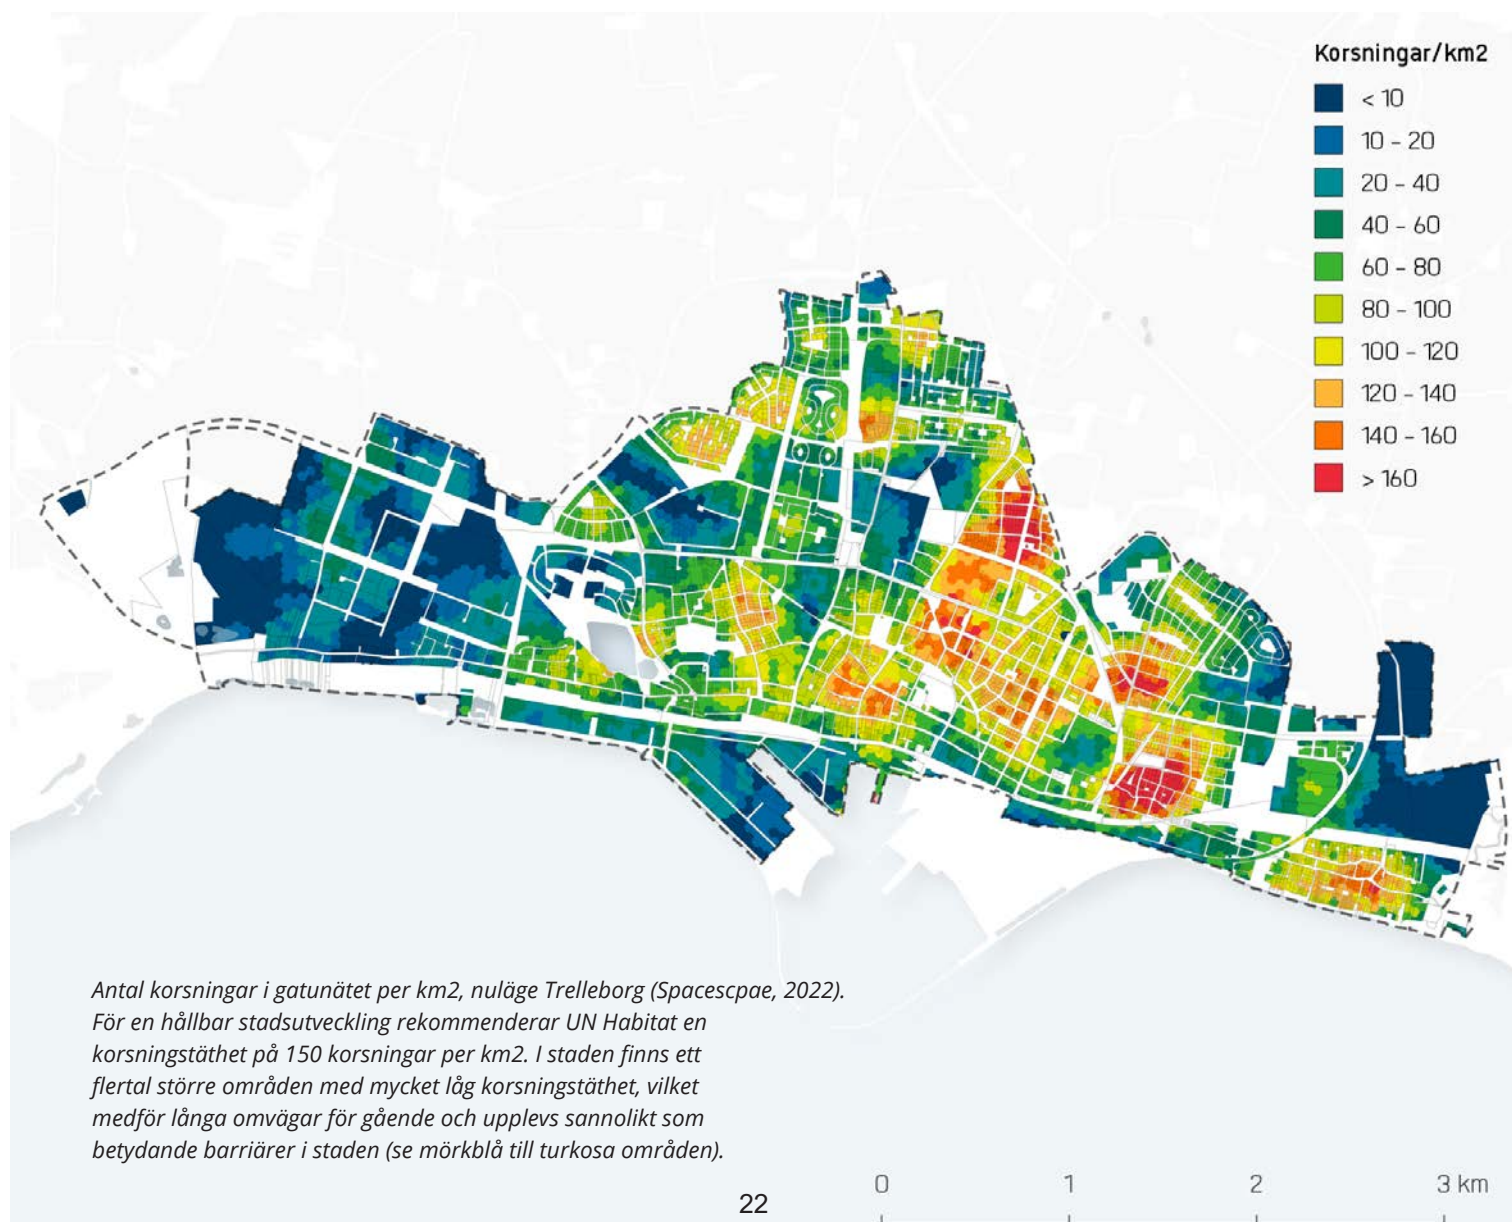 Korsningar/km2
< 10
10 - 20
20 - 40
40 - 60
60 - 80
80 - 100
100 - 120
120 - 140
140 - 160
> 160
Antal korsningar i gatunätet per km2, nuläge Trelleborg (Spacescpae, 2022).
För en hållbar stadsutveckling rekommenderar UN Habitat en
korsningstäthet på 150 korsningar per km2. I staden finns ett
flertal större områden med mycket låg korsningstäthet, vilket
medför långa omvägar för gående och upplevs sannolikt som
betydande barriärer i staden (se mörkblå till turkosa områden).
0 1 2 3 km
22